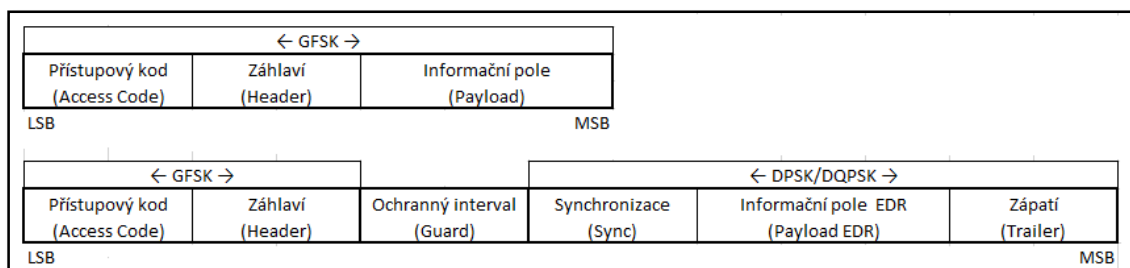 ← GFSK →
Přístupový kod Záhlaví Informační pole
(Access Code) (Header) (Payload)
LSB MSB
← GFSK → ← DPSK/DQPSK →
Přístupový kod Záhlaví Ochranný interval Synchronizace Informační pole EDR Zápatí
(Access Code) (Header) (Guard) (Sync) (Payload EDR) (Trailer)
LSB MSB